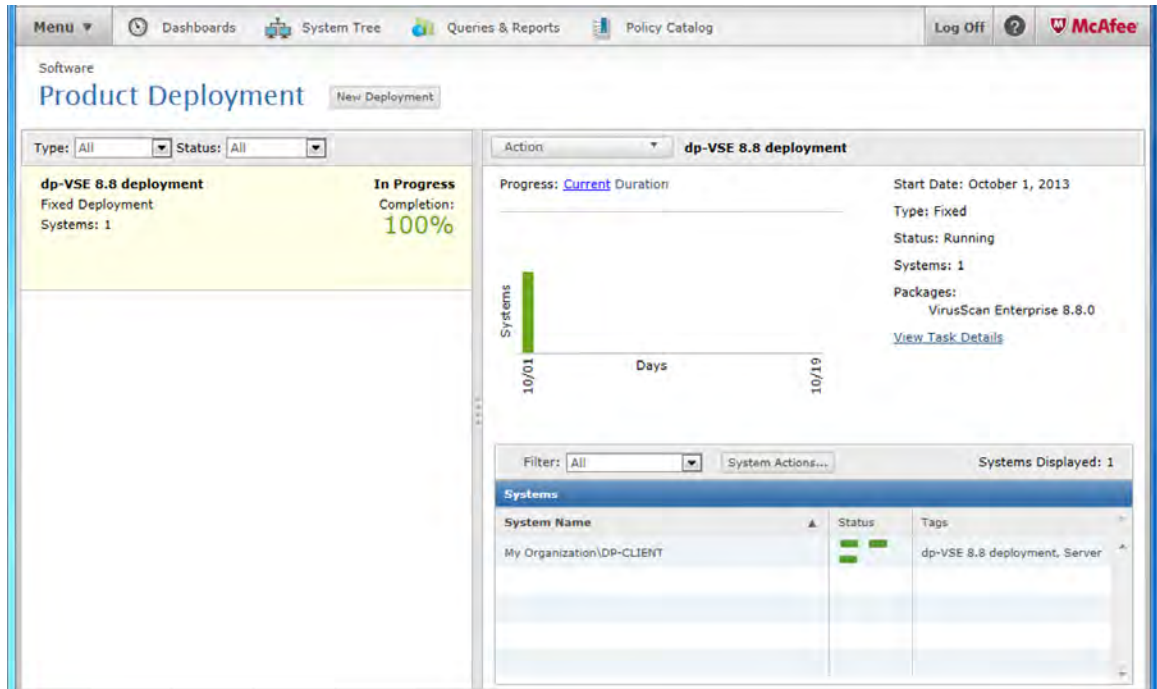 Menu Dashboards System Tree Queries & Reports Policy Catalog Log Off ? McAfee
Software
Product Deployment New Deployment
Type: All Status: All
dp-VSE 8.8 deployment In Progress
Fixed Deployment Completion:
Systems: 1 100%
Action dp-VSE 8.8 deployment
Progress: Current Duration
Systems
10/01
Days
10/19
Start Date: October 1, 2013
Type: Fixed
Status: Running
Systems: 1
Packages:
VirusScan Enterprise 8.8.0
View Task Details
Filter: All System Actions... Systems Displayed: 1
Systems
System Name Status Tags
My Organization\DP-CLIENT dp-VSE 8.8 deployment, Server